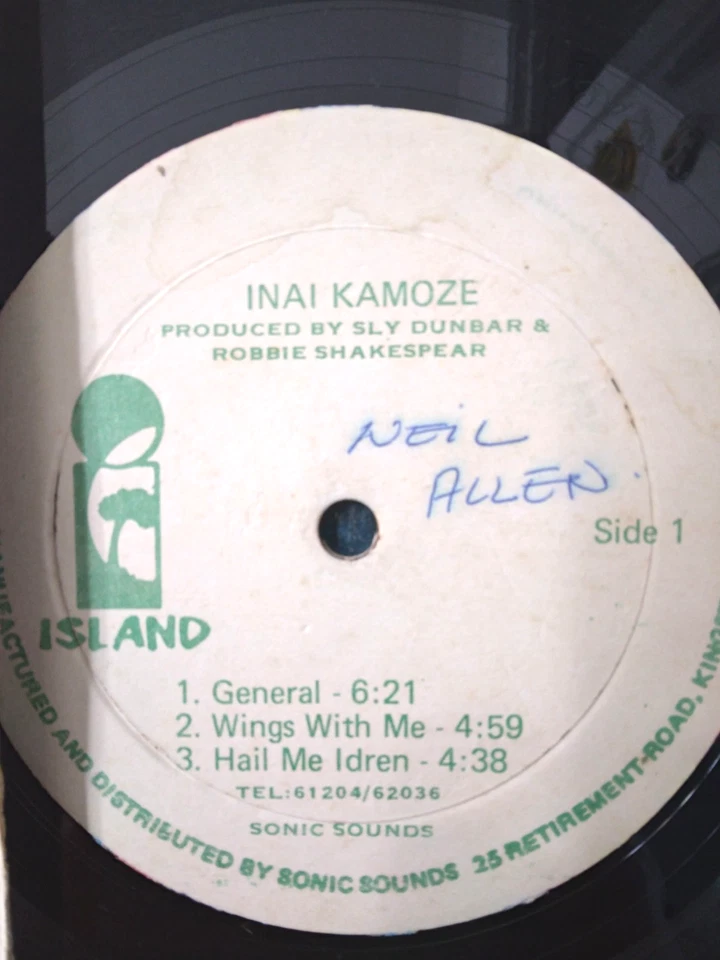 INAI KAMOZE
PRODUCED BY SLY DUNBAR &
ROBBIE SHAKESPEAR
NEIL
ALLEN.
Side 1
ISLAND
1. General - 6:21
2. Wings With Me - 4:59
3. Hail Me Idren - 4:38
TEL:61204/62036
SONIC SOUNDS
MANUFACTURED AND DISTRIBUTED BY SONIC SOUNDS 25 RETIREMENT ROAD,